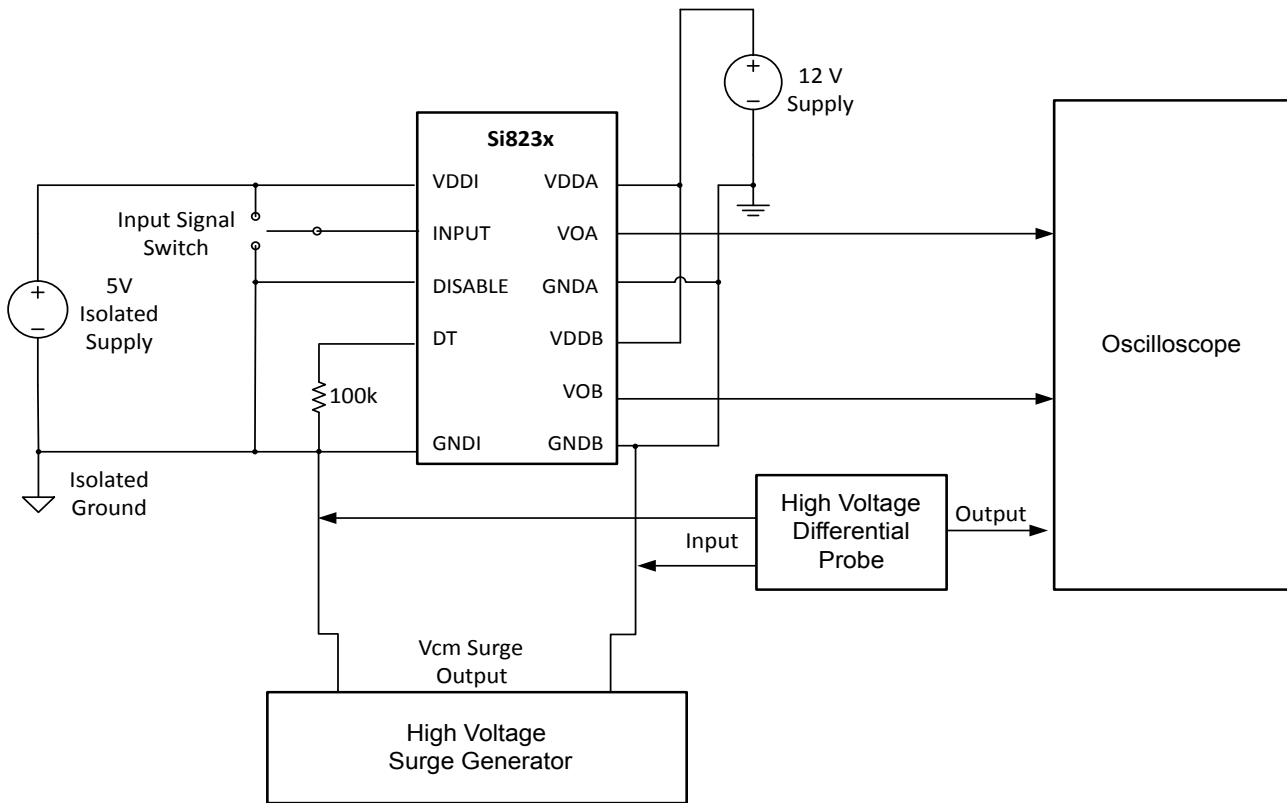 12 V
Supply
Si823x
VDDI
VDDA
Input Signal
Switch
INPUT
VOA
5V
Isolated
Supply
+
−
+
−
DISABLE
GNDA
DT
VDDB
Oscilloscope
100k
VOB
GNDI
GNDB
Isolated
Ground
High Voltage
Differential
Probe
Input
Output
Vcm Surge
Output
High Voltage
Surge Generator